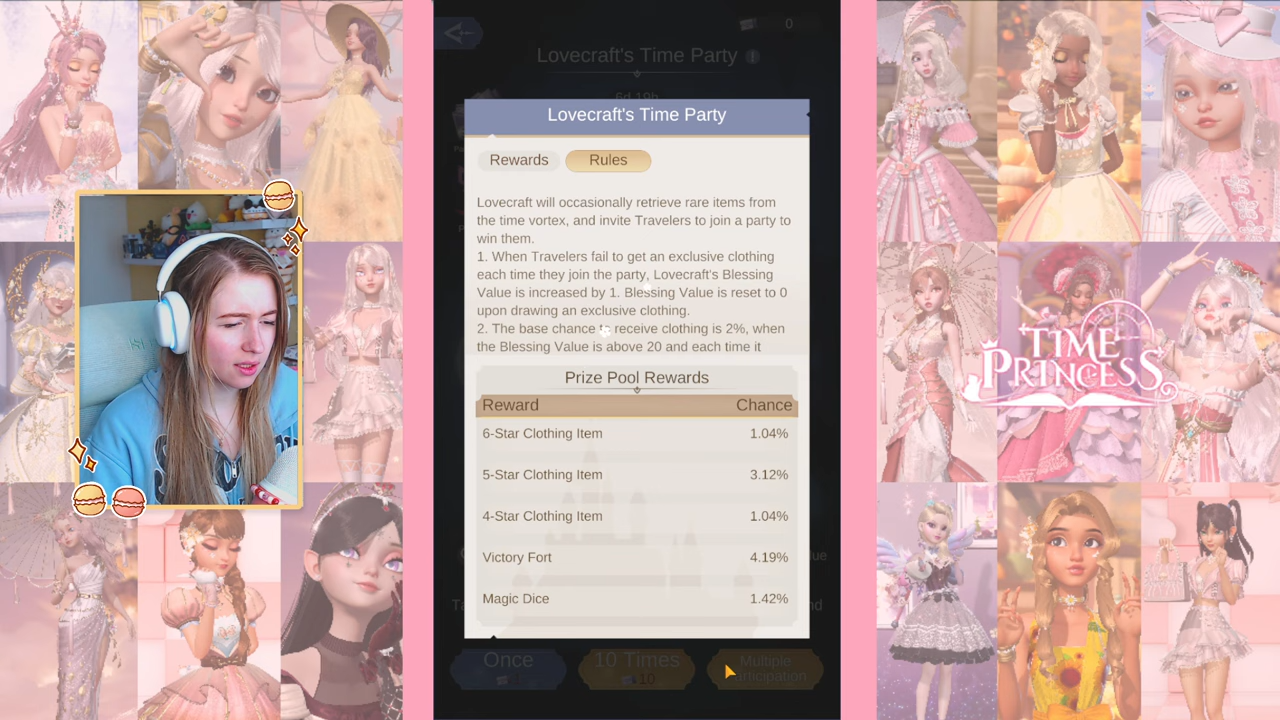 0
Lovecraft's Time Party
6d 19h
Lovecraft's Time Party
Rewards
Rules
Lovecraft will occasionally retrieve rare items from
the time vortex, and invite Travelers to join a party to
win them.
1. When Travelers fail to get an exclusive clothing
each time they join the party, Lovecraft's Blessing
Value is increased by 1. Blessing Value is reset to 0
upon drawing an exclusive clothing.
2. The base chance receive clothing is 2%, when
the Blessing Value is above 20 and each time it
Prize Pool Rewards
Reward Chance
6-Star Clothing Item 1.04%
5-Star Clothing Item 3.12%
4-Star Clothing Item 1.04%
Victory Fort 4.19%
Magic Dice 1.42%
Once
10 Times
10
Multiple
TIME
PRINCESS